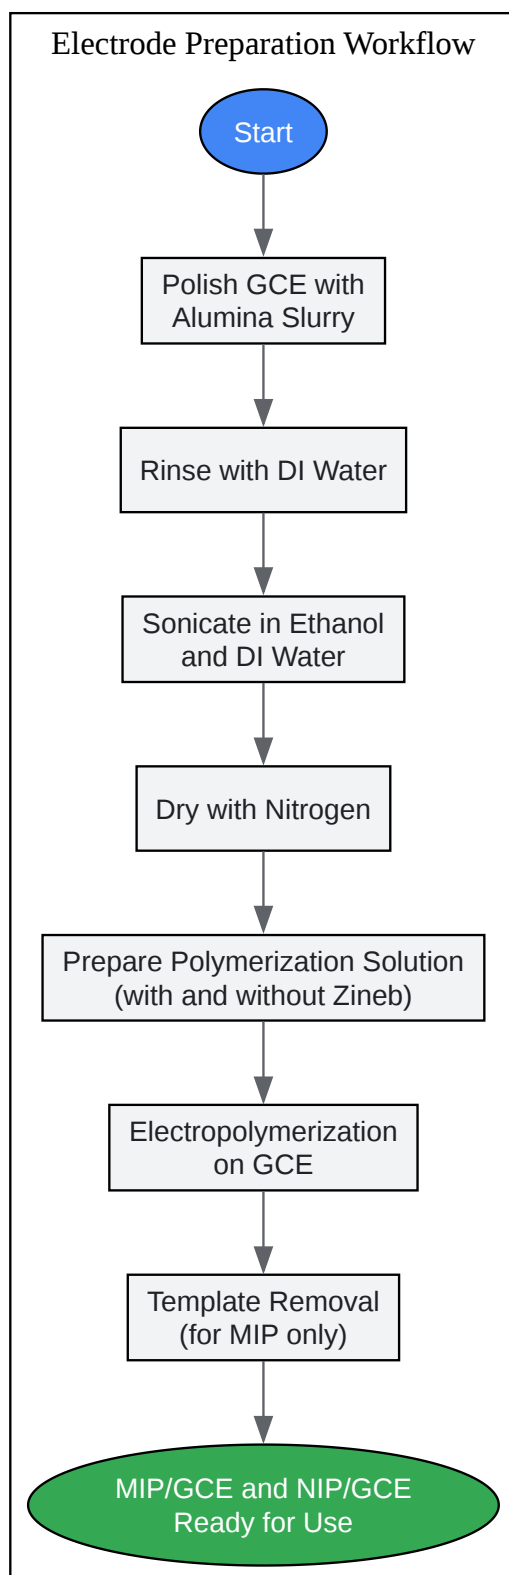 Electrode Preparation Workflow
Start
Polish GCE with
Alumina Slurry
Rinse with DI Water
Sonicate in Ethanol
and DI Water
Dry with Nitrogen
Prepare Polymerization Solution
(with and without Zineb)
Electropolymerization
on GCE
Template Removal
(for MIP only)
MIP/GCE and NIP/GCE
Ready for Use